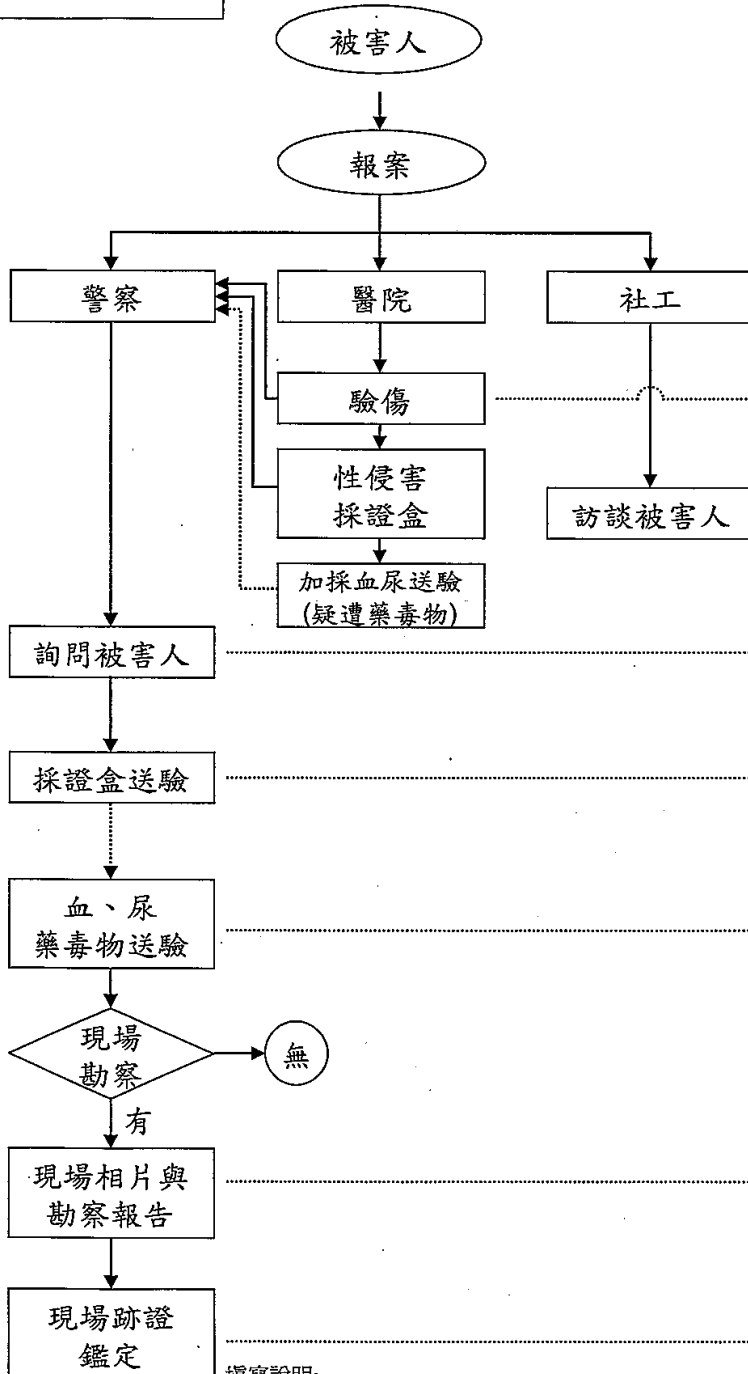 被害人
報案
警察
醫院
社工
驗傷
性侵害
採證盒
訪談被害人
加採血尿送驗
(疑遭藥毒物)
詢問被害人
採證盒送驗
血、尿
藥毒物送驗
現場
勘察
無
有
現場相片與
勘察報告
現場跡證
鑑定